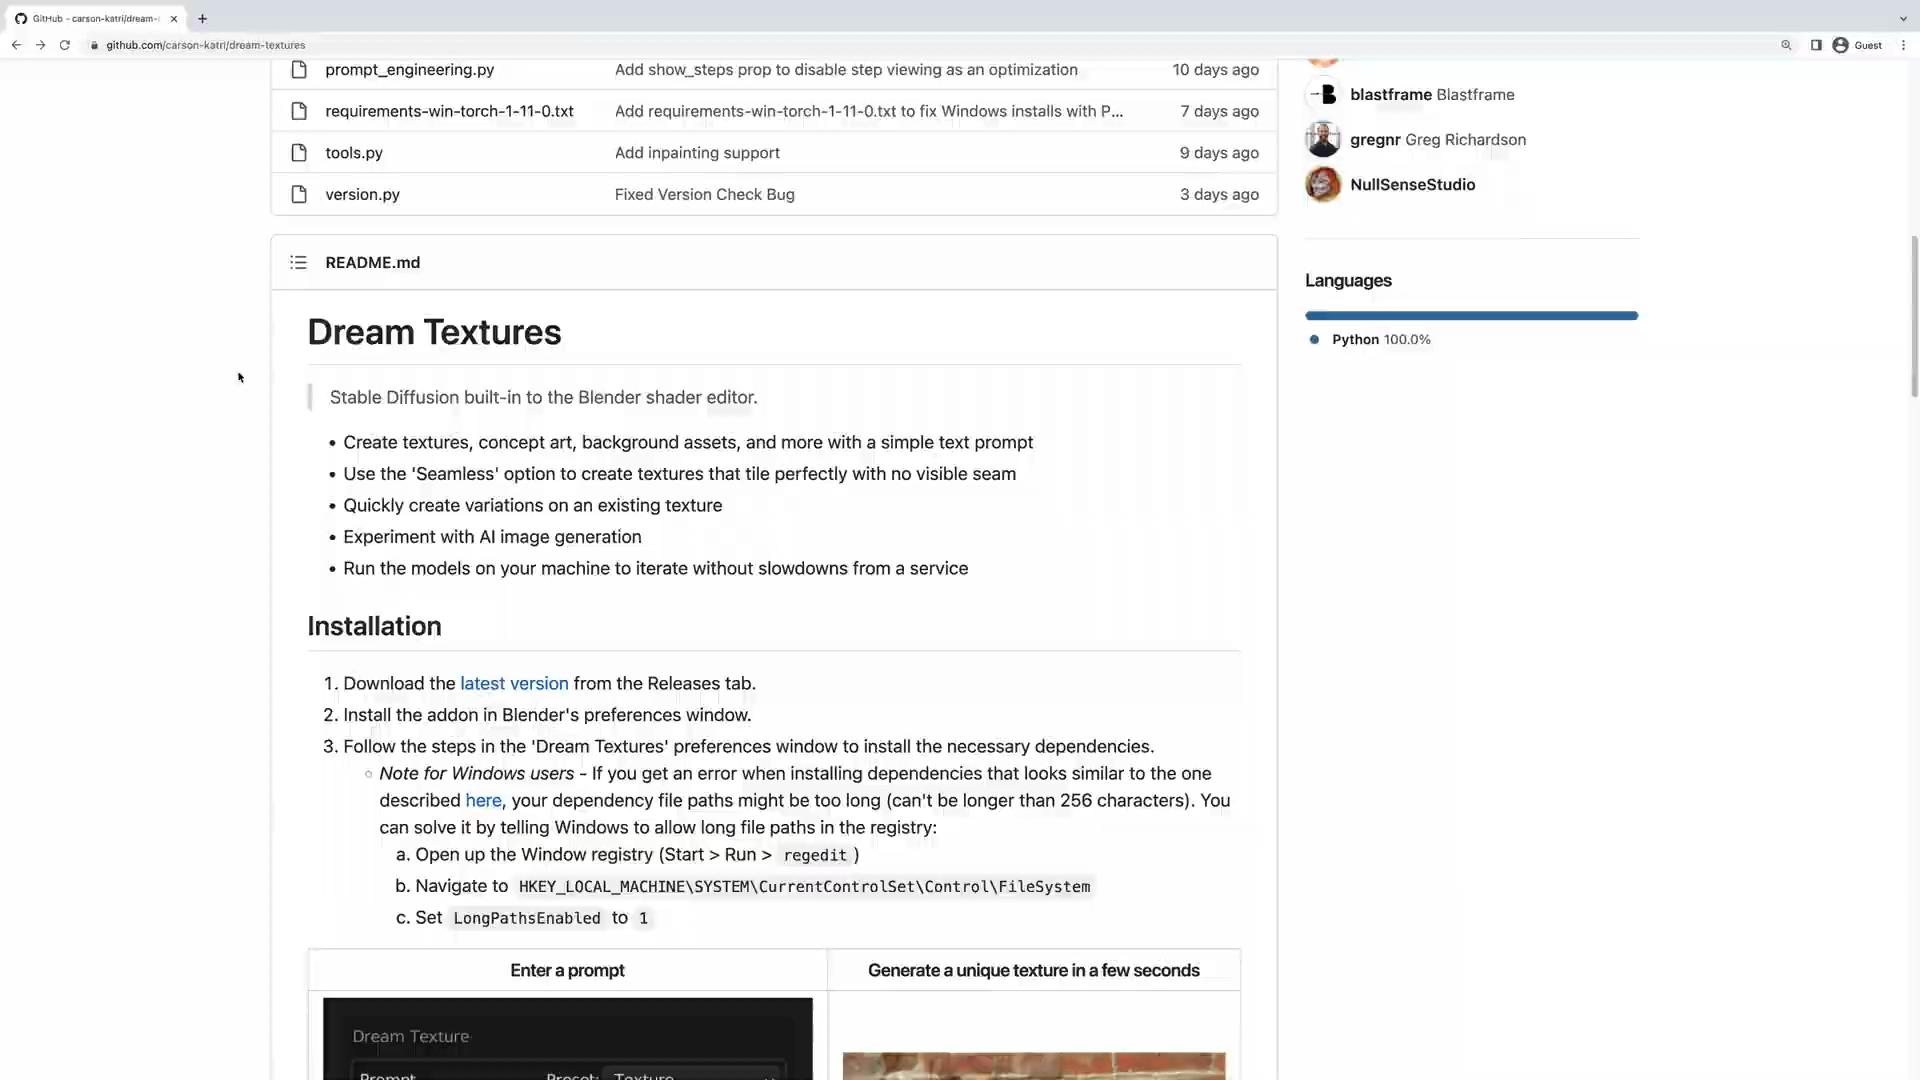 GitHub - carson-katri/dream-
github.com/carson-katri/dream-textures
Guest
prompt_engineering.py Add show_steps prop to disable step viewing as an optimization 10 days ago
requirements-win-torch-1-11-0.txt Add requirements-win-torch-1-11-0.txt to fix Windows installs with P... 7 days ago
tools.py Add inpainting support 9 days ago
version.py Fixed Version Check Bug 3 days ago
blastframe Blastframe
gregnr Greg Richardson
NullSenseStudio
Languages
Python 100.0%
README.md
Dream Textures
Stable Diffusion built-in to the Blender shader editor.
• Create textures, concept art, background assets, and more with a simple text prompt
• Use the 'Seamless' option to create textures that tile perfectly with no visible seam
• Quickly create variations on an existing texture
• Experiment with AI image generation
• Run the models on your machine to iterate without slowdowns from a service
Installation
1. Download the latest version from the Releases tab.
2. Install the addon in Blender's preferences window.
3. Follow the steps in the 'Dream Textures' preferences window to install the necessary dependencies.
Note for Windows users - If you get an error when installing dependencies that looks similar to the one
described here, your dependency file paths might be too long (can't be longer than 256 characters). You
can solve it by telling Windows to allow long file paths in the registry:
a. Open up the Window registry (Start > Run > regedit )
b. Navigate to HKEY_LOCAL_MACHINE\SYSTEM\CurrentControlSet\Control\FileSystem
c. Set LongPathsEnabled to 1
Enter a prompt Generate a unique texture in a few seconds
Dream Texture
Prompt Preset: Texture